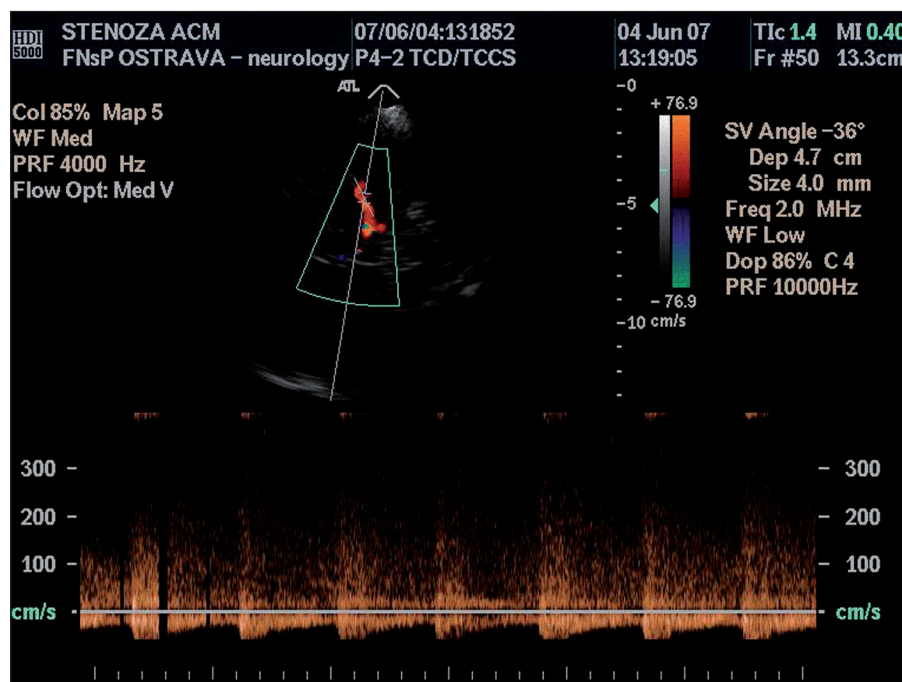 HDI 5000
STENOZA ACM
FNsP OSTRAVA – neurology
07/06/04:131852
P4-2 TCD/TCCS
04 Jun 07
13:19:05
TIc 1.4 MI 0.40
Fr #50 13.3cm
Col 85% Map 5
WF Med
PRF 4000 Hz
Flow Opt: Med V
ATL
0
5
10
+ 76.9
– 76.9
cm/s
SV Angle –36°
Dep 4.7 cm
Size 4.0 mm
Freq 2.0 MHz
WF Low
Dop 86% C 4
PRF 10000Hz
300
200
100
cm/s
300
200
100
cm/s